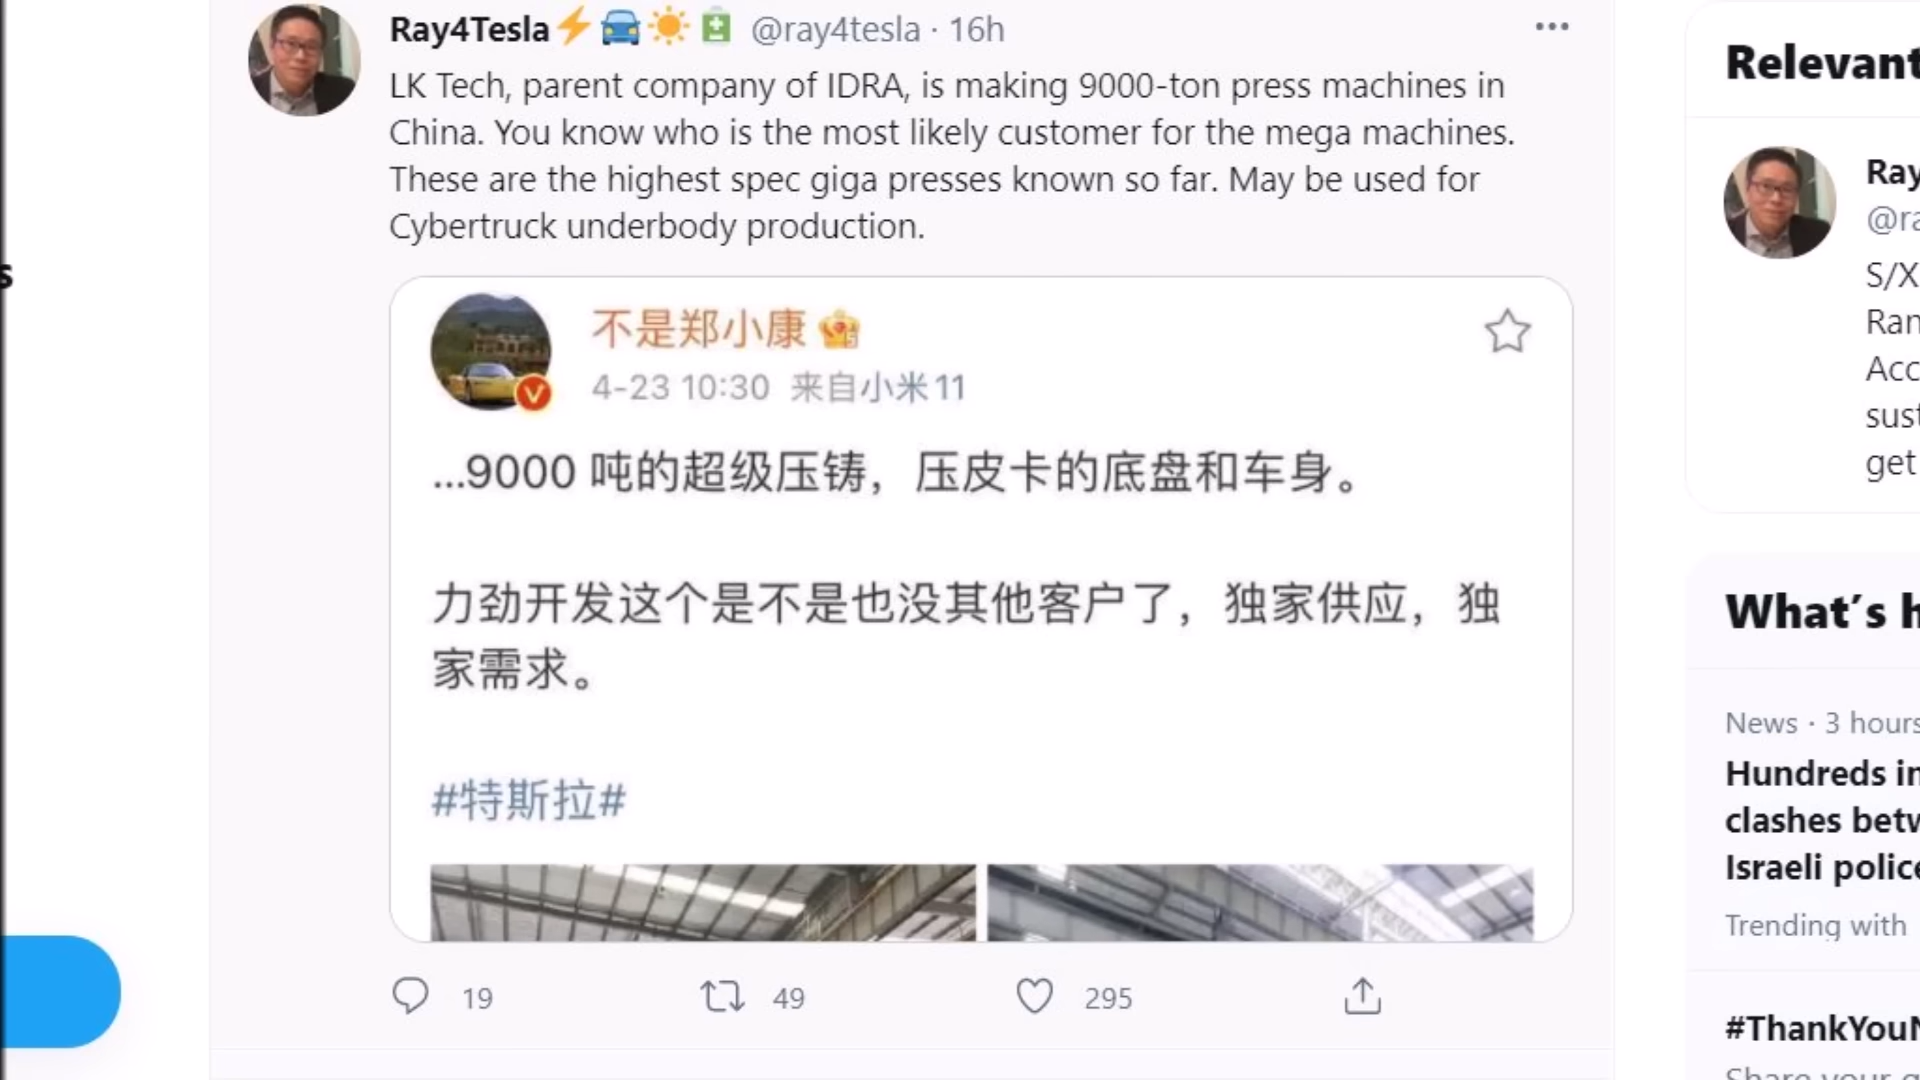 Ray4Tesla⚡🚙☀️🔋 @ray4tesla · 16h
LK Tech, parent company of IDRA, is making 9000-ton press machines in
China. You know who is the most likely customer for the mega machines.
These are the highest spec giga presses known so far. May be used for
Cybertruck underbody production.
不是郑小康
4-23 10:30 来自小米11
...9000 吨的超级压铸，压皮卡的底盘和车身。
力劲开发这个是不是也没其他客户了，独家供应，独
家需求。
#特斯拉#
19 49 295
s
Relevant
Ray
@ra
S/X
Ran
Acc
sust
get
What's h
News · 3 hours
Hundreds in
clashes betw
Israeli police
Trending with
#ThankYouN